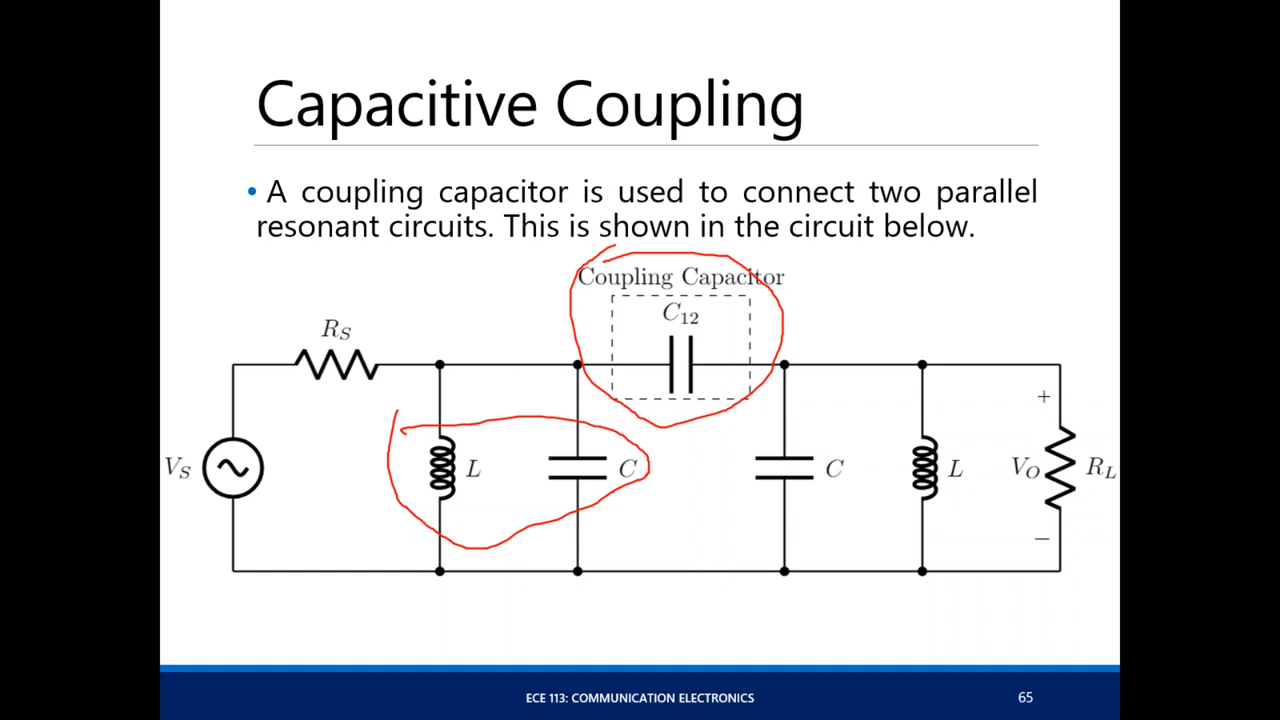 Capacitive Coupling
• A coupling capacitor is used to connect two parallel
resonant circuits. This is shown in the circuit below.
Coupling Capacitor
C12
RS
VS
L
C
C
L
+
VO
−
RL
ECE 113: COMMUNICATION ELECTRONICS
65